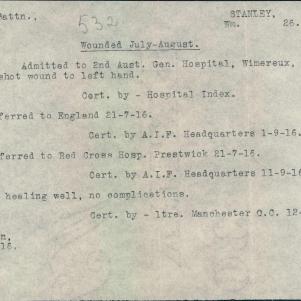 Battn.,
532
STANLEY,
Wm. 26.
Wounded July-August.
Admitted to 2nd Aust. Gen. Hospital, Wimereux,
shot wound to left hand.
Cert. by - Hospital Index.
ferred to England 21-7-16.
Cert. by A.I.F. Headquarters 1-9-16.
ferred to Red Cross Hosp. Prestwick 21-7-16.
Cert. by A.I.F. Headquarters 11-9-16
healing well, no complications.
Cert. by - ltre. Manchester O.C. 12-
n,
16.